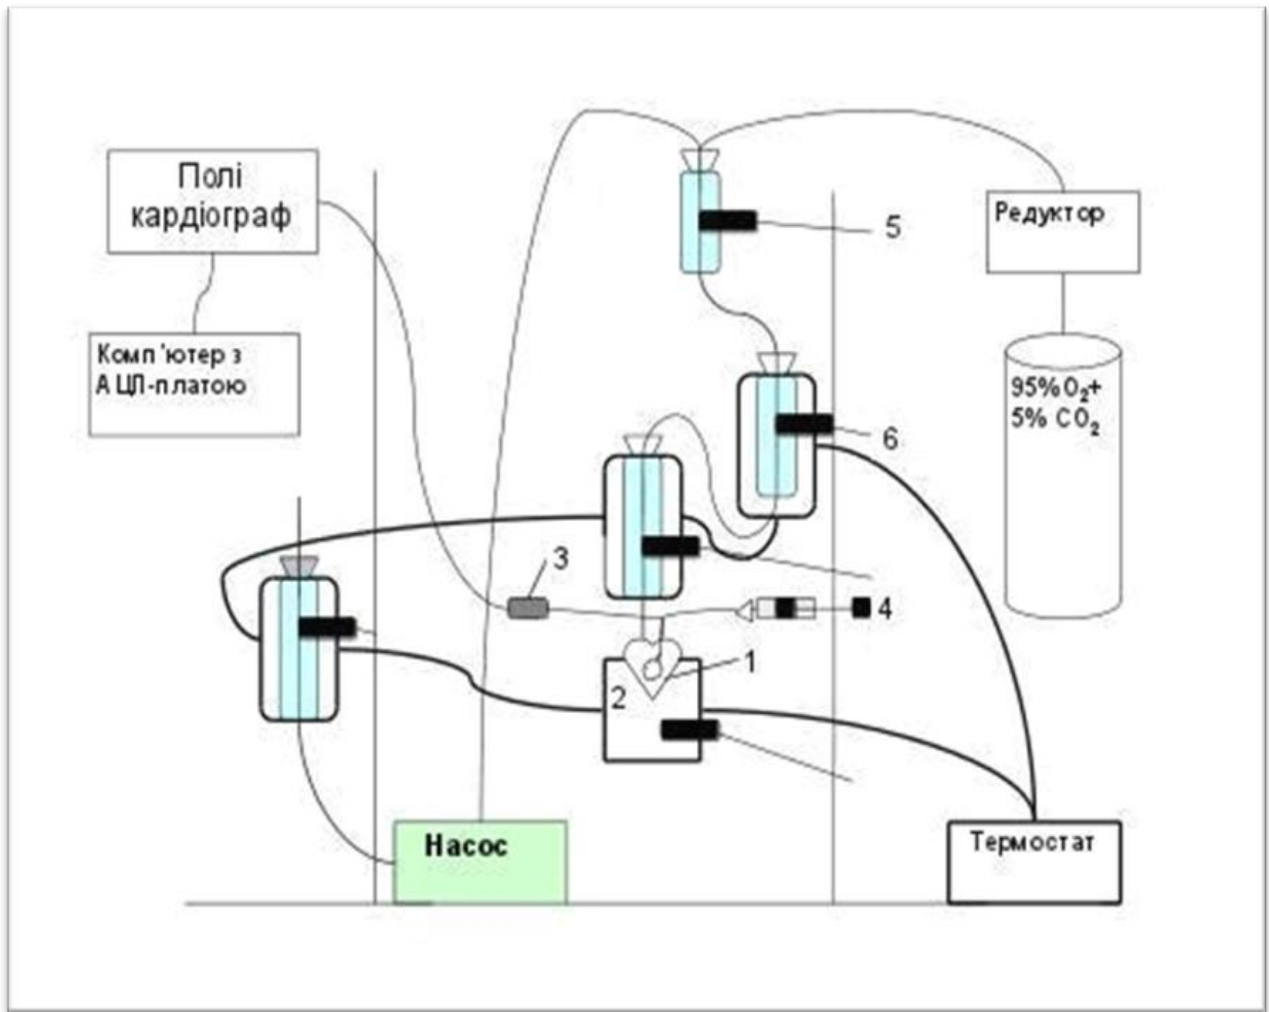 Полі
кардіограф
Комп'ютер з
АЦП-платою
5
Редуктор
95%O₂+
5% CO₂
6
3
4
1
2
Насос
Термостат